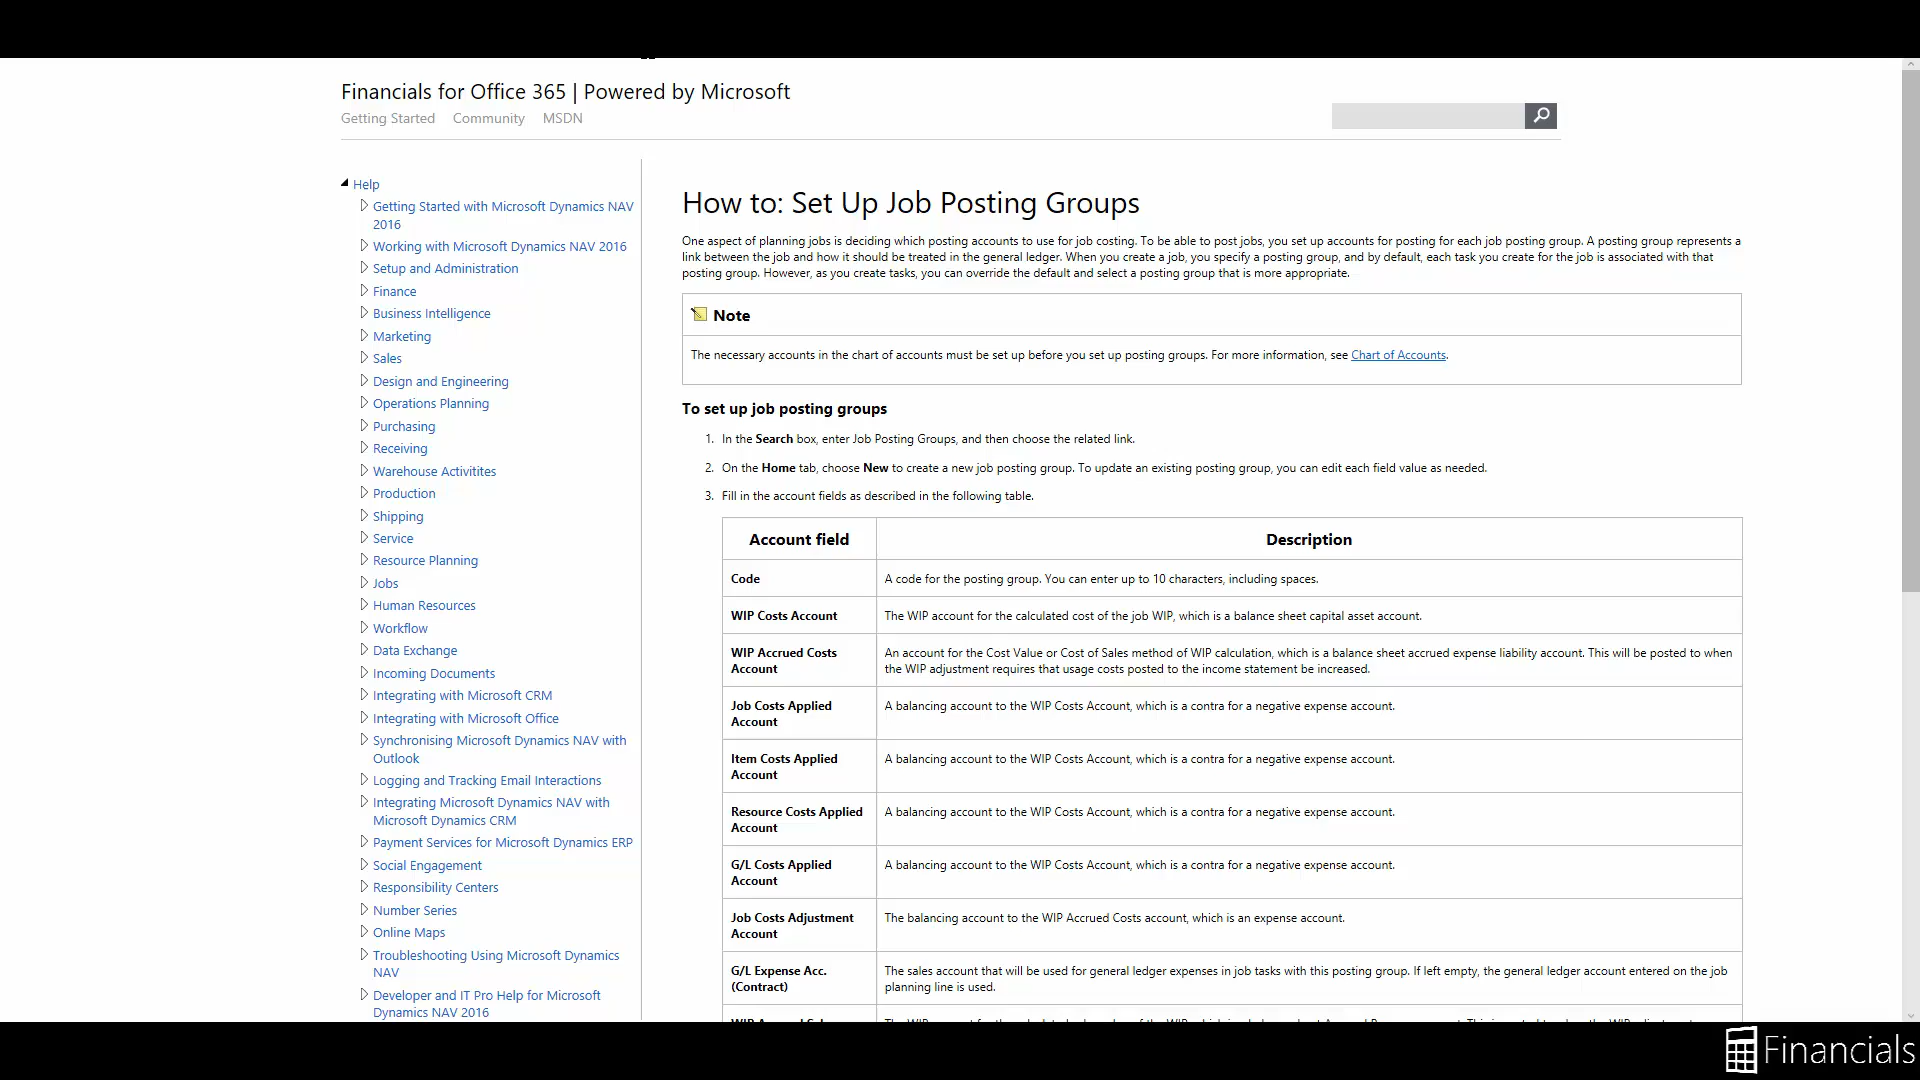 Financials for Office 365 | Powered by Microsoft
Getting Started Community MSDN
Help
Getting Started with Microsoft Dynamics NAV
2016
Working with Microsoft Dynamics NAV 2016
Setup and Administration
Finance
Business Intelligence
Marketing
Sales
Design and Engineering
Operations Planning
Purchasing
Receiving
Warehouse Activitites
Production
Shipping
Service
Resource Planning
Jobs
Human Resources
Workflow
Data Exchange
Incoming Documents
Integrating with Microsoft CRM
Integrating with Microsoft Office
Synchronising Microsoft Dynamics NAV with
Outlook
Logging and Tracking Email Interactions
Integrating Microsoft Dynamics NAV with
Microsoft Dynamics CRM
Payment Services for Microsoft Dynamics ERP
Social Engagement
Responsibility Centers
Number Series
Online Maps
Troubleshooting Using Microsoft Dynamics
NAV
Developer and IT Pro Help for Microsoft
Dynamics NAV 2016
How to: Set Up Job Posting Groups
One aspect of planning jobs is deciding which posting accounts to use for job costing. To be able to post jobs, you set up accounts for posting for each job posting group. A posting group represents a
link between the job and how it should be treated in the general ledger. When you create a job, you specify a posting group, and by default, each task you create for the job is associated with that
posting group. However, as you create tasks, you can override the default and select a posting group that is more appropriate.
Note
The necessary accounts in the chart of accounts must be set up before you set up posting groups. For more information, see Chart of Accounts.
To set up job posting groups
1. In the Search box, enter Job Posting Groups, and then choose the related link.
2. On the Home tab, choose New to create a new job posting group. To update an existing posting group, you can edit each field value as needed.
3. Fill in the account fields as described in the following table.
Account field Description
Code A code for the posting group. You can enter up to 10 characters, including spaces.
WIP Costs Account The WIP account for the calculated cost of the job WIP, which is a balance sheet capital asset account.
WIP Accrued Costs
Account
An account for the Cost Value or Cost of Sales method of WIP calculation, which is a balance sheet accrued expense liability account. This will be posted to when
the WIP adjustment requires that usage costs posted to the income statement be increased.
Job Costs Applied
Account
A balancing account to the WIP Costs Account, which is a contra for a negative expense account.
Item Costs Applied
Account
A balancing account to the WIP Costs Account, which is a contra for a negative expense account.
Resource Costs Applied
Account
A balancing account to the WIP Costs Account, which is a contra for a negative expense account.
G/L Costs Applied
Account
A balancing account to the WIP Costs Account, which is a contra for a negative expense account.
Job Costs Adjustment
Account
The balancing account to the WIP Accrued Costs account, which is an expense account.
G/L Expense Acc.
(Contract)
The sales account that will be used for general ledger expenses in job tasks with this posting group. If left empty, the general ledger account entered on the job
planning line is used.
Financials